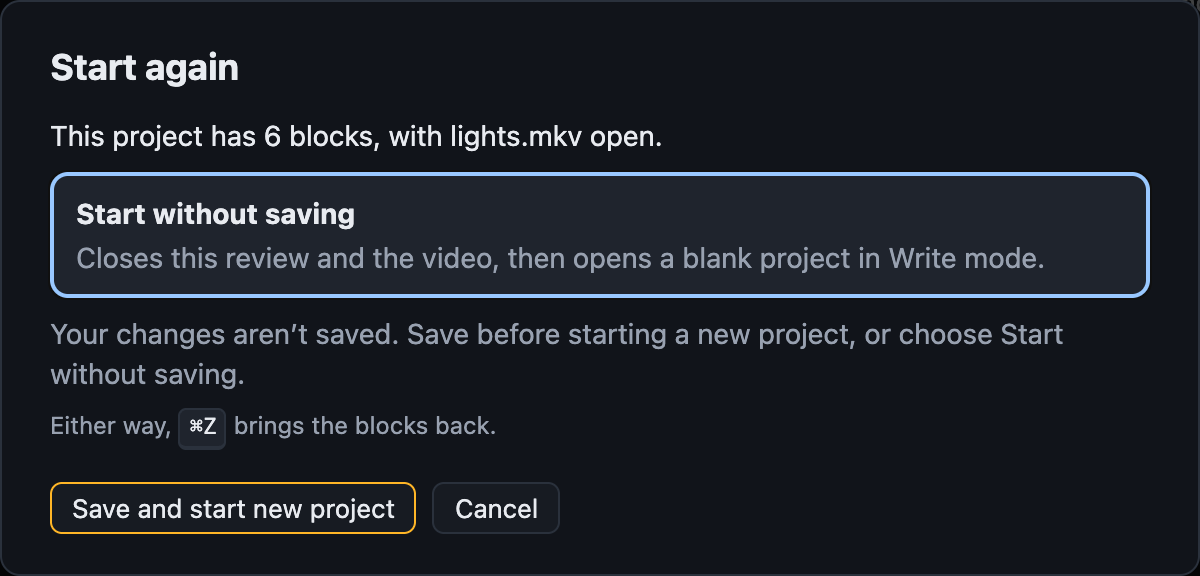 Start again
This project has 6 blocks, with lights.mkv open.
Start without saving
Closes this review and the video, then opens a blank project in Write mode.
Your changes aren’t saved. Save before starting a new project, or choose Start
without saving.
Either way, ⌘Z brings the blocks back.
Save and start new project
Cancel